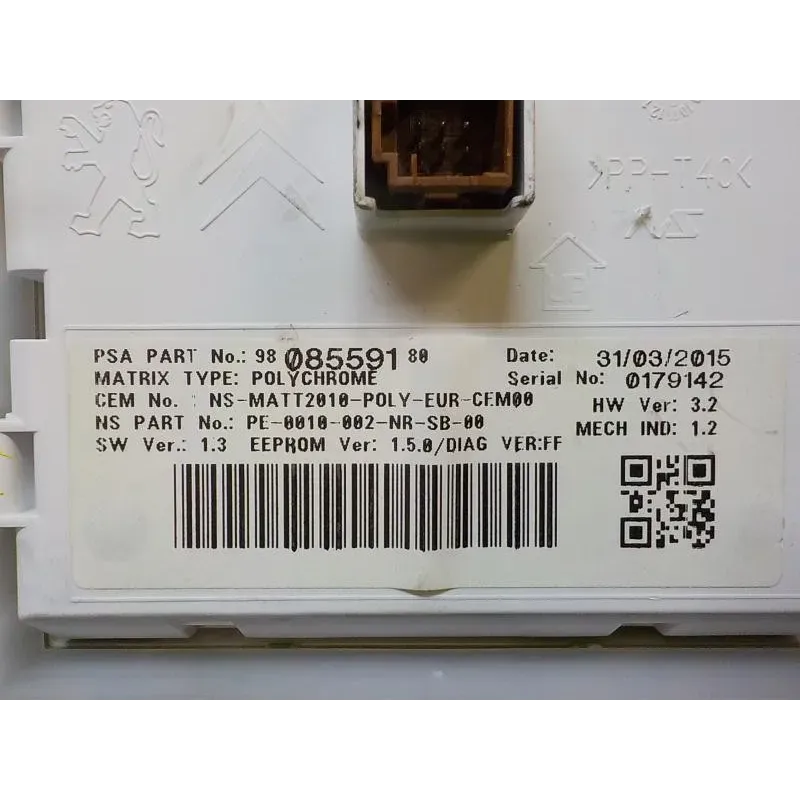 >PP-T40<
LP
PSA PART No.: 98 085591 80 Date: 31/03/2015
MATRIX TYPE: POLYCHROME Serial No: 0179142
CEM No.: NS-MATT2010-POLY-EUR-CEM00 HW Ver: 3.2
NS PART No.: PE-0010-002-NR-SB-00 MECH IND: 1.2
SW Ver.: 1.3 EEPROM Ver: 1.5.0/DIAG VER:FF